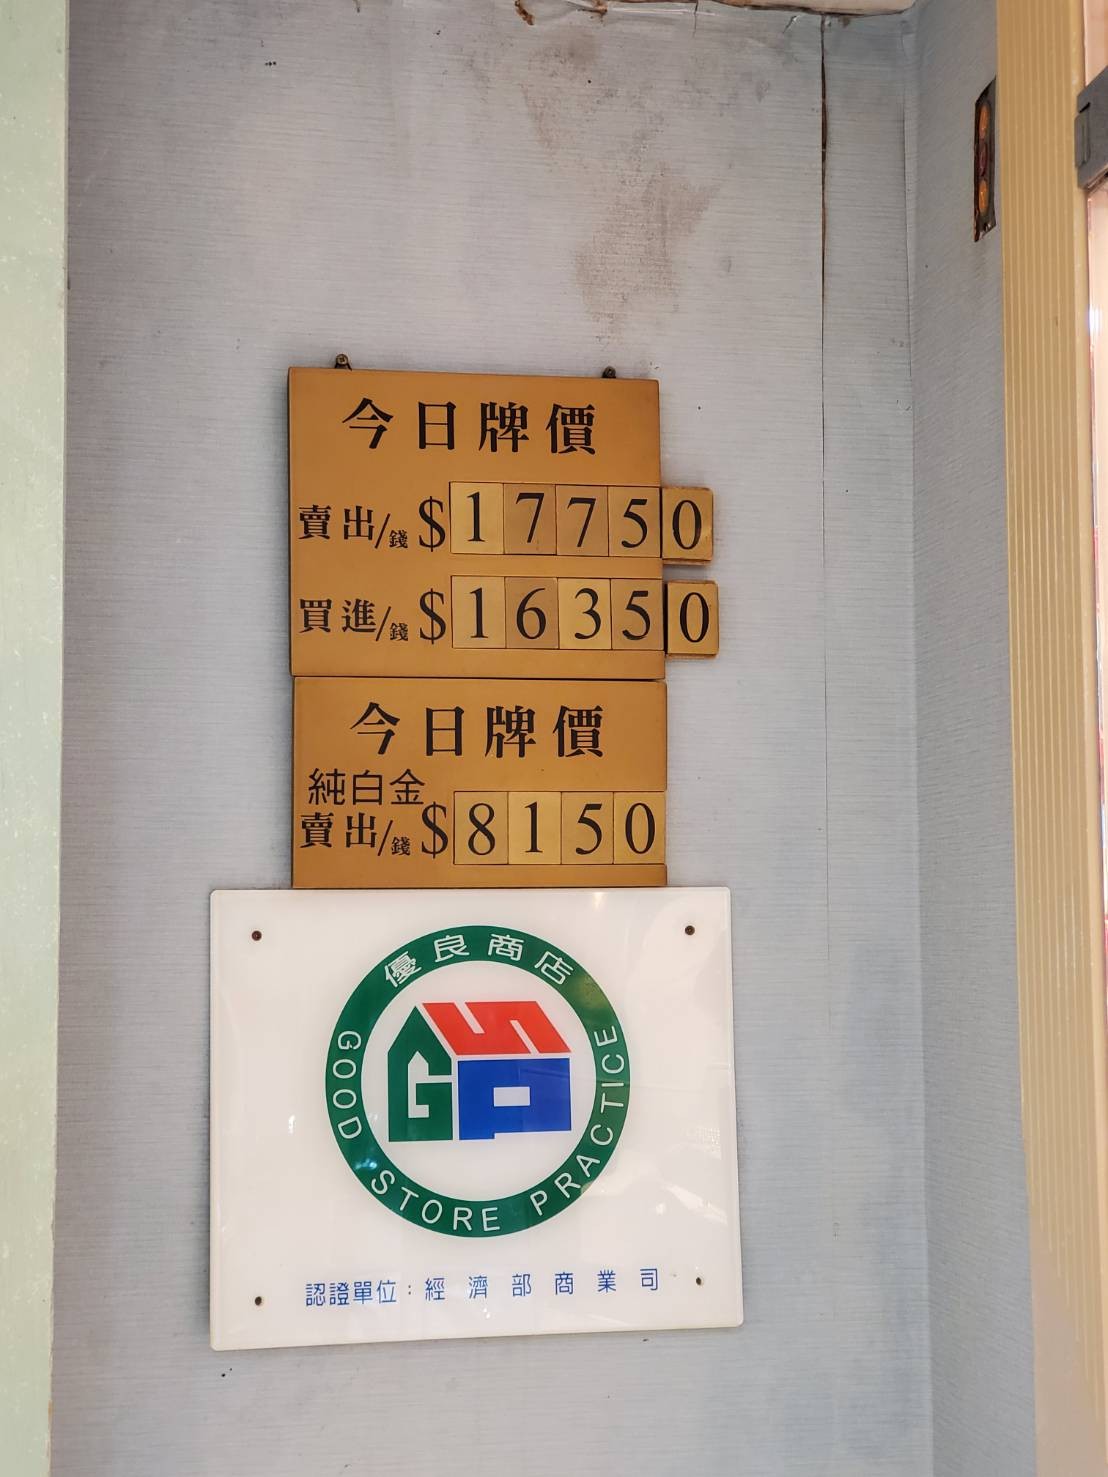 今日牌價
賣出/錢 $17750
買進/錢 $16350
今日牌價
純白金
賣出/錢 $8150
優良商店
GSP
GOOD STORE PRACTICE
認證單位：經濟部商業司